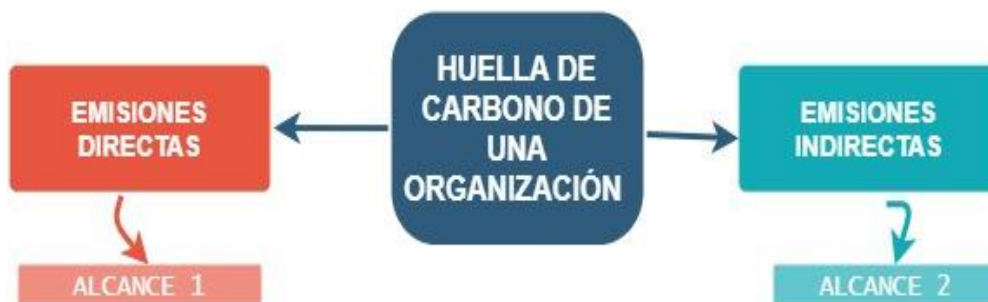 HUELLA DE
CARBONO DE
UNA
ORGANIZACIÓN
EMISIONES
DIRECTAS
EMISIONES
INDIRECTAS
ALCANCE 1
ALCANCE 2